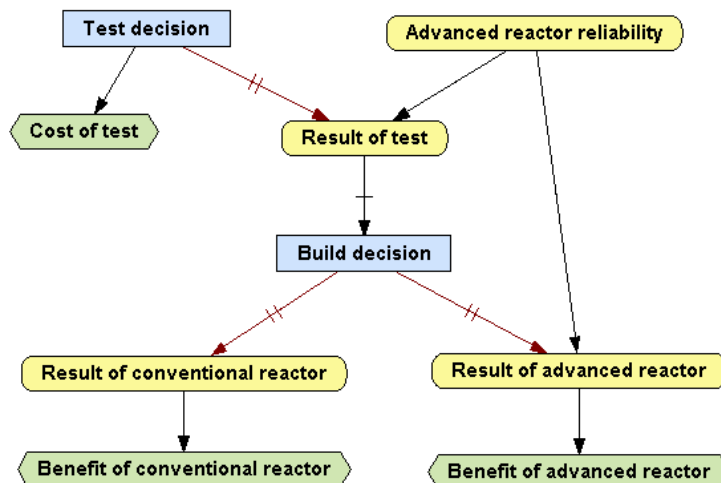 Test decision
Advanced reactor reliability
Cost of test
Result of test
Build decision
Result of conventional reactor
Result of advanced reactor
Benefit of conventional reactor
Benefit of advanced reactor